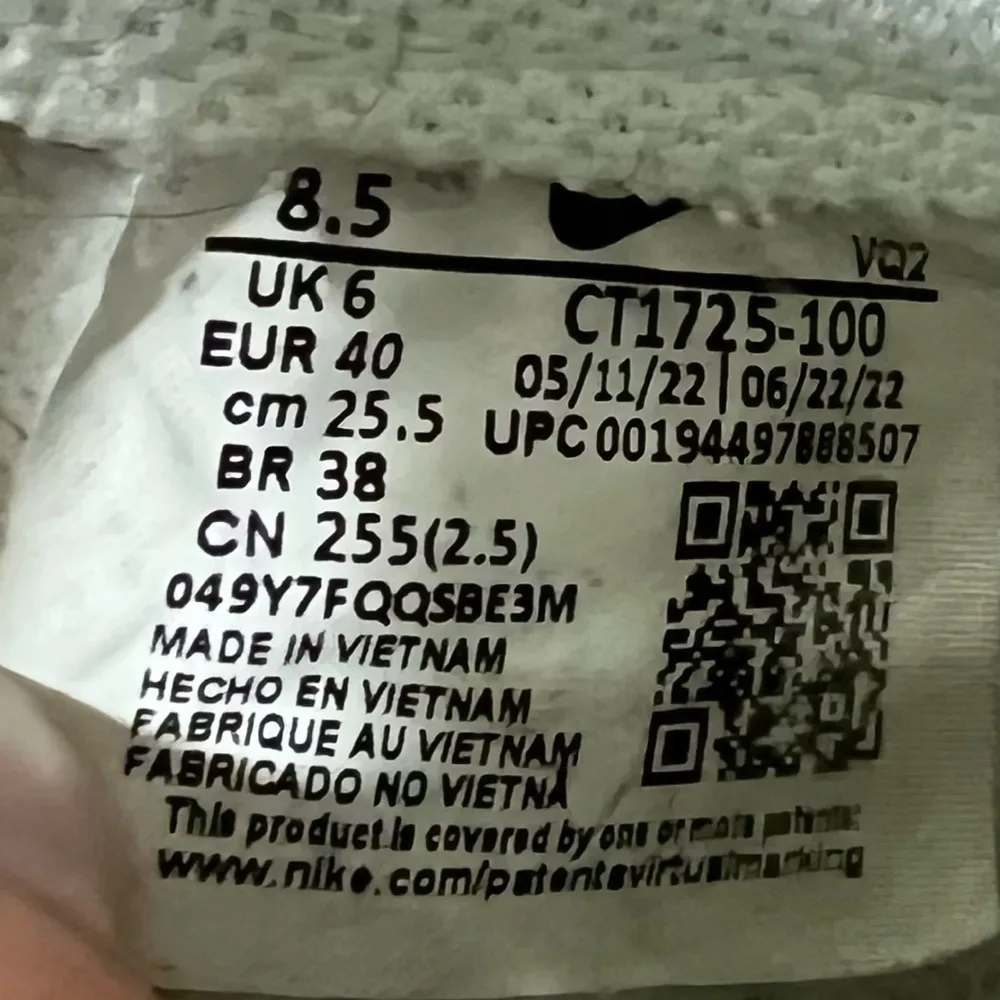 8.5
VQ2
UK 6
CT1725-100
EUR 40
05/11/22 | 06/22/22
cm 25.5
UPC 00194497888507
BR 38
CN 255(2.5)
049Y7FQQSBE3M
MADE IN VIETNAM
HECHO EN VIETNAM
FABRIQUE AU VIETNAM
FABRICADO NO VIETNÃ
This product is covered by one or more patents
www.nike.com/patentsvirtualmarking